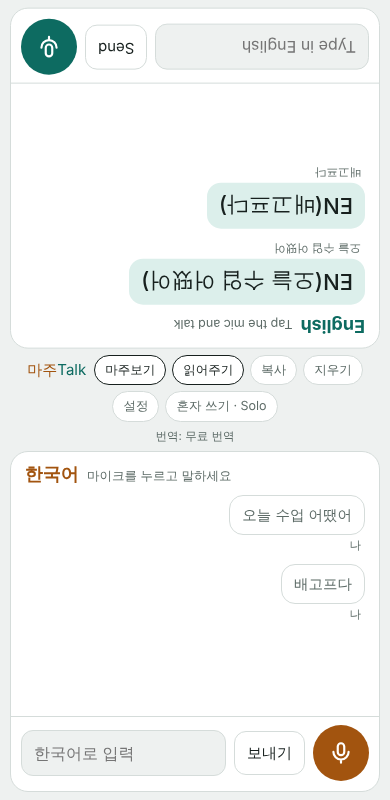 Type in English
Send
배고프다
EN(배고프다)
오늘 수업 어땠어
EN(오늘 수업 어땠어)
English Tap the mic and talk
마주Talk 마주보기 읽어주기 복사 지우기
설정 혼자 쓰기 · Solo
번역: 무료 번역
한국어 마이크를 누르고 말하세요
오늘 수업 어땠어
나
배고프다
나
한국어로 입력 보내기